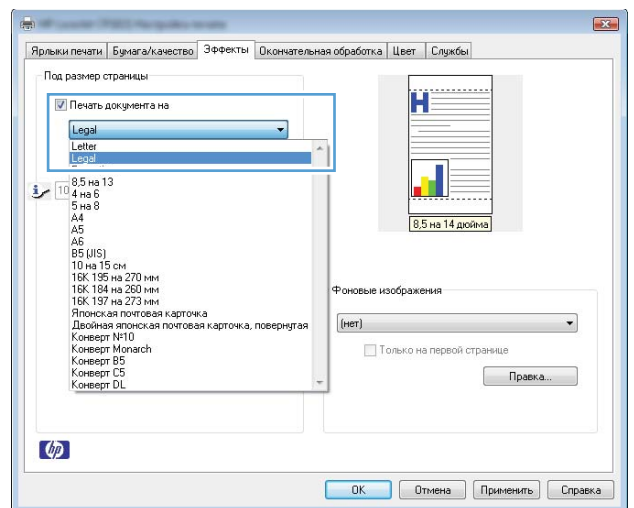 Ярлыки печати
Бумага/качество
Эффекты
Окончательная обработка
Цвет
Службы
Под размер страницы
Печать документа на
Legal
Letter
Legal
8,5 на 13
4 на 6
5 на 8
A4
A5
A6
B5 (JIS)
10 на 15 см
16K 195 на 270 мм
16K 184 на 260 мм
16K 197 на 273 мм
Японская почтовая карточка
Двойная японская почтовая карточка, повернутая
Конверт №10
Конверт Monarch
Конверт B5
Конверт C5
Конверт DL
10
H
8,5 на 14 дюйма
Фоновые изображения
(нет)
Только на первой странице
Правка...
hp
OK
Отмена
Применить
Справка